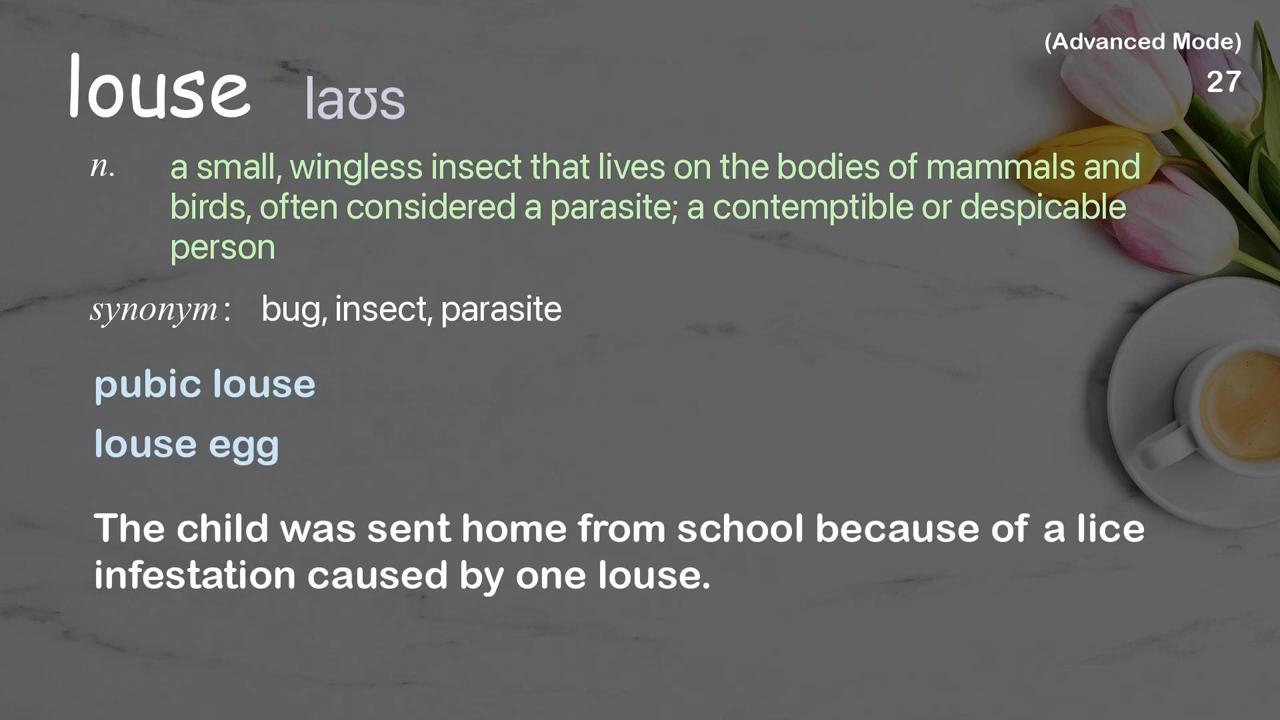 (Advanced Mode)
27
louse laʊs
n. a small, wingless insect that lives on the bodies of mammals and
birds, often considered a parasite; a contemptible or despicable
person
synonym: bug, insect, parasite
pubic louse
louse egg
The child was sent home from school because of a lice
infestation caused by one louse.